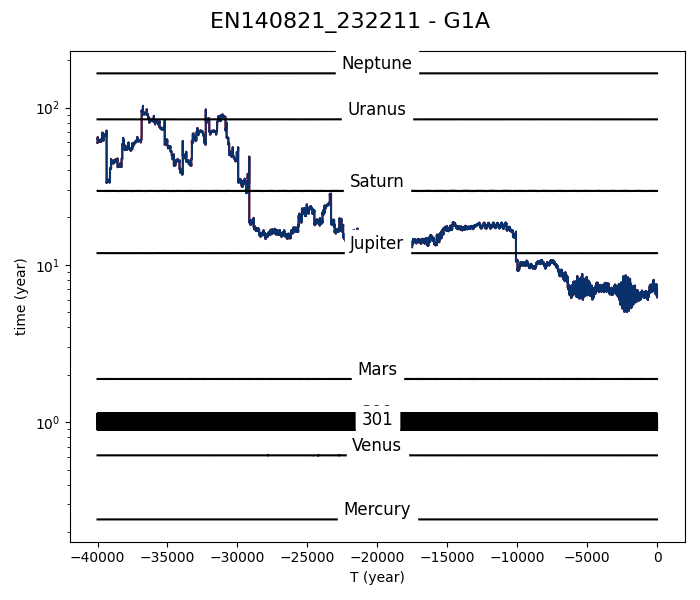 EN140821_232211 - G1A
Neptune
Uranus
Saturn
Jupiter
Mars
301
Venus
Mercury
10²
10¹
10⁰
time (year)
−40000 −35000 −30000 −25000 −20000 −15000 −10000 −5000 0
T (year)